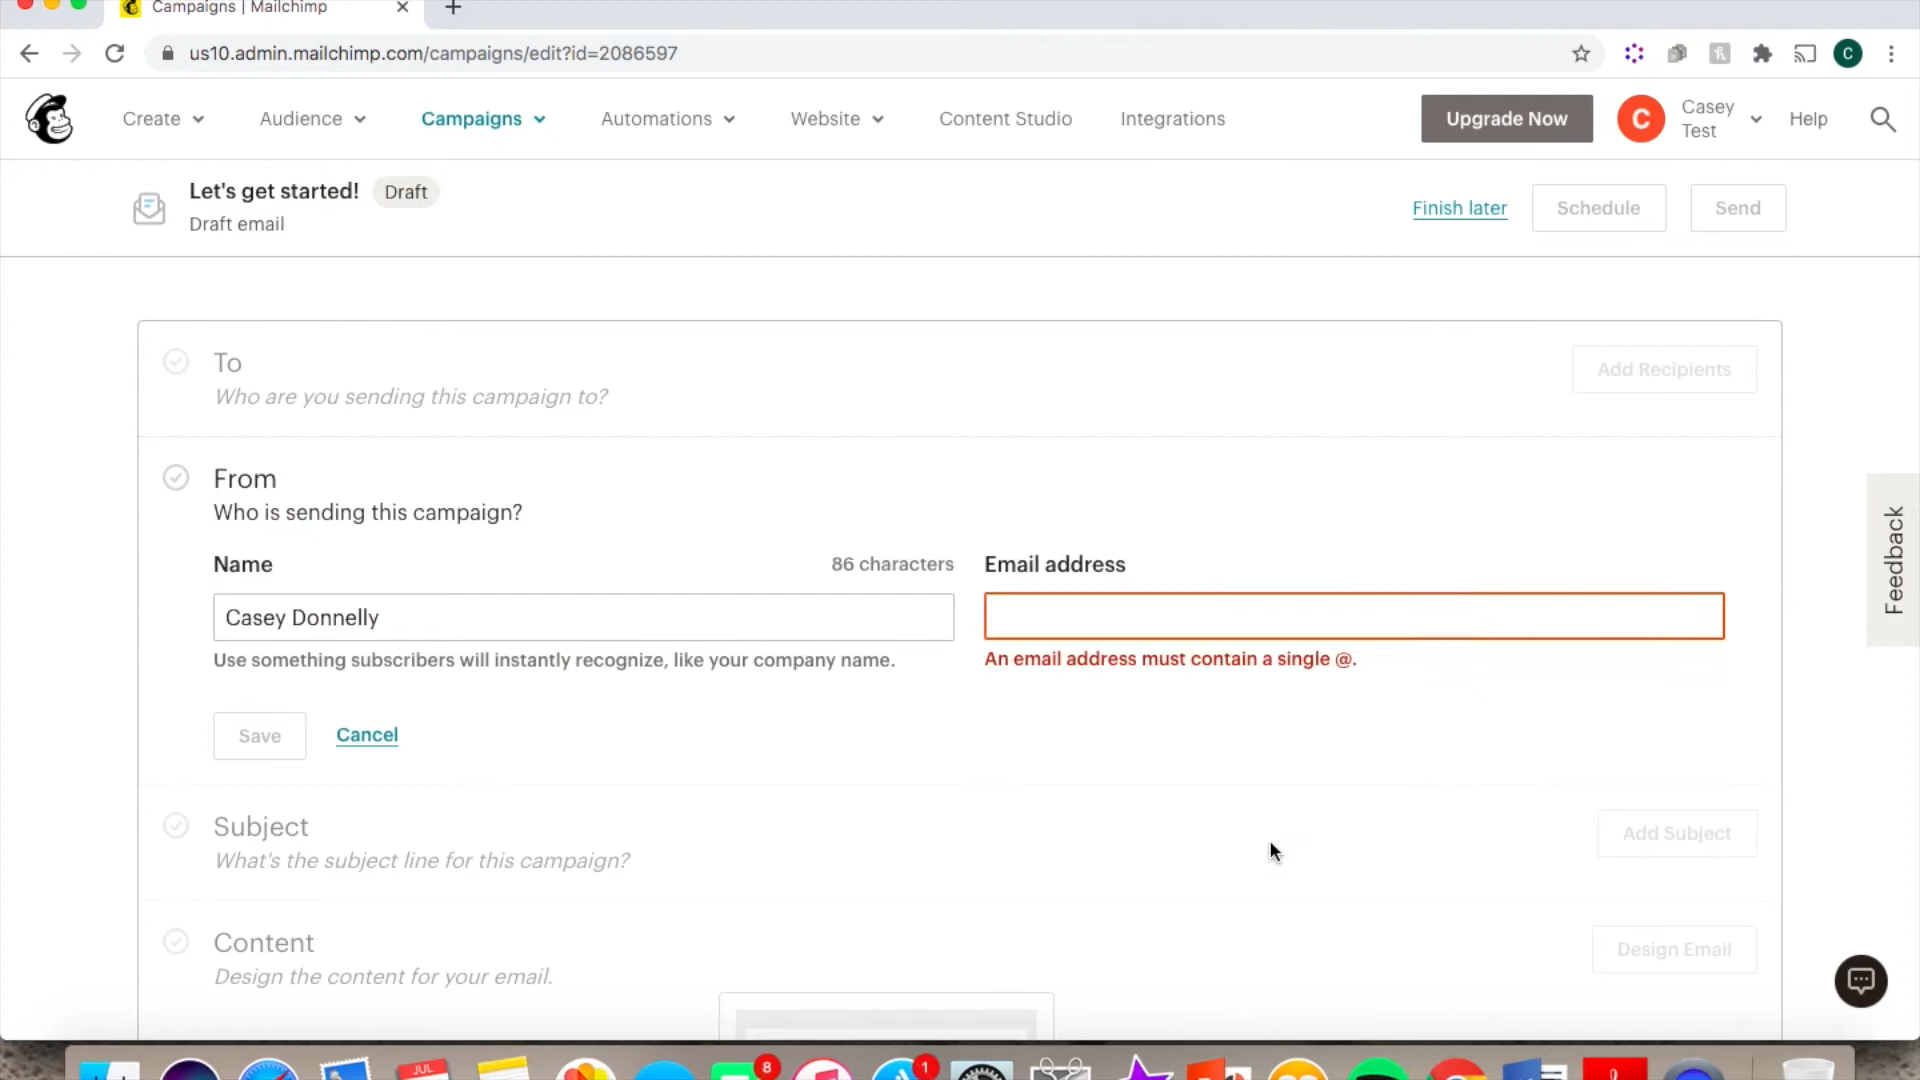 Campaigns | Mailchimp
us10.admin.mailchimp.com/campaigns/edit?id=2086597
C
Create
Audience
Campaigns
Automations
Website
Content Studio
Integrations
Upgrade Now
C
Casey
Test
Help
Let's get started!
Draft
Draft email
Finish later
Schedule
Send
To
Who are you sending this campaign to?
Add Recipients
From
Who is sending this campaign?
Name
86 characters
Email address
Casey Donnelly
Use something subscribers will instantly recognize, like your company name.
An email address must contain a single @.
Save
Cancel
Feedback
Subject
What's the subject line for this campaign?
Add Subject
Content
Design the content for your email.
Design Email
JUL
8
1